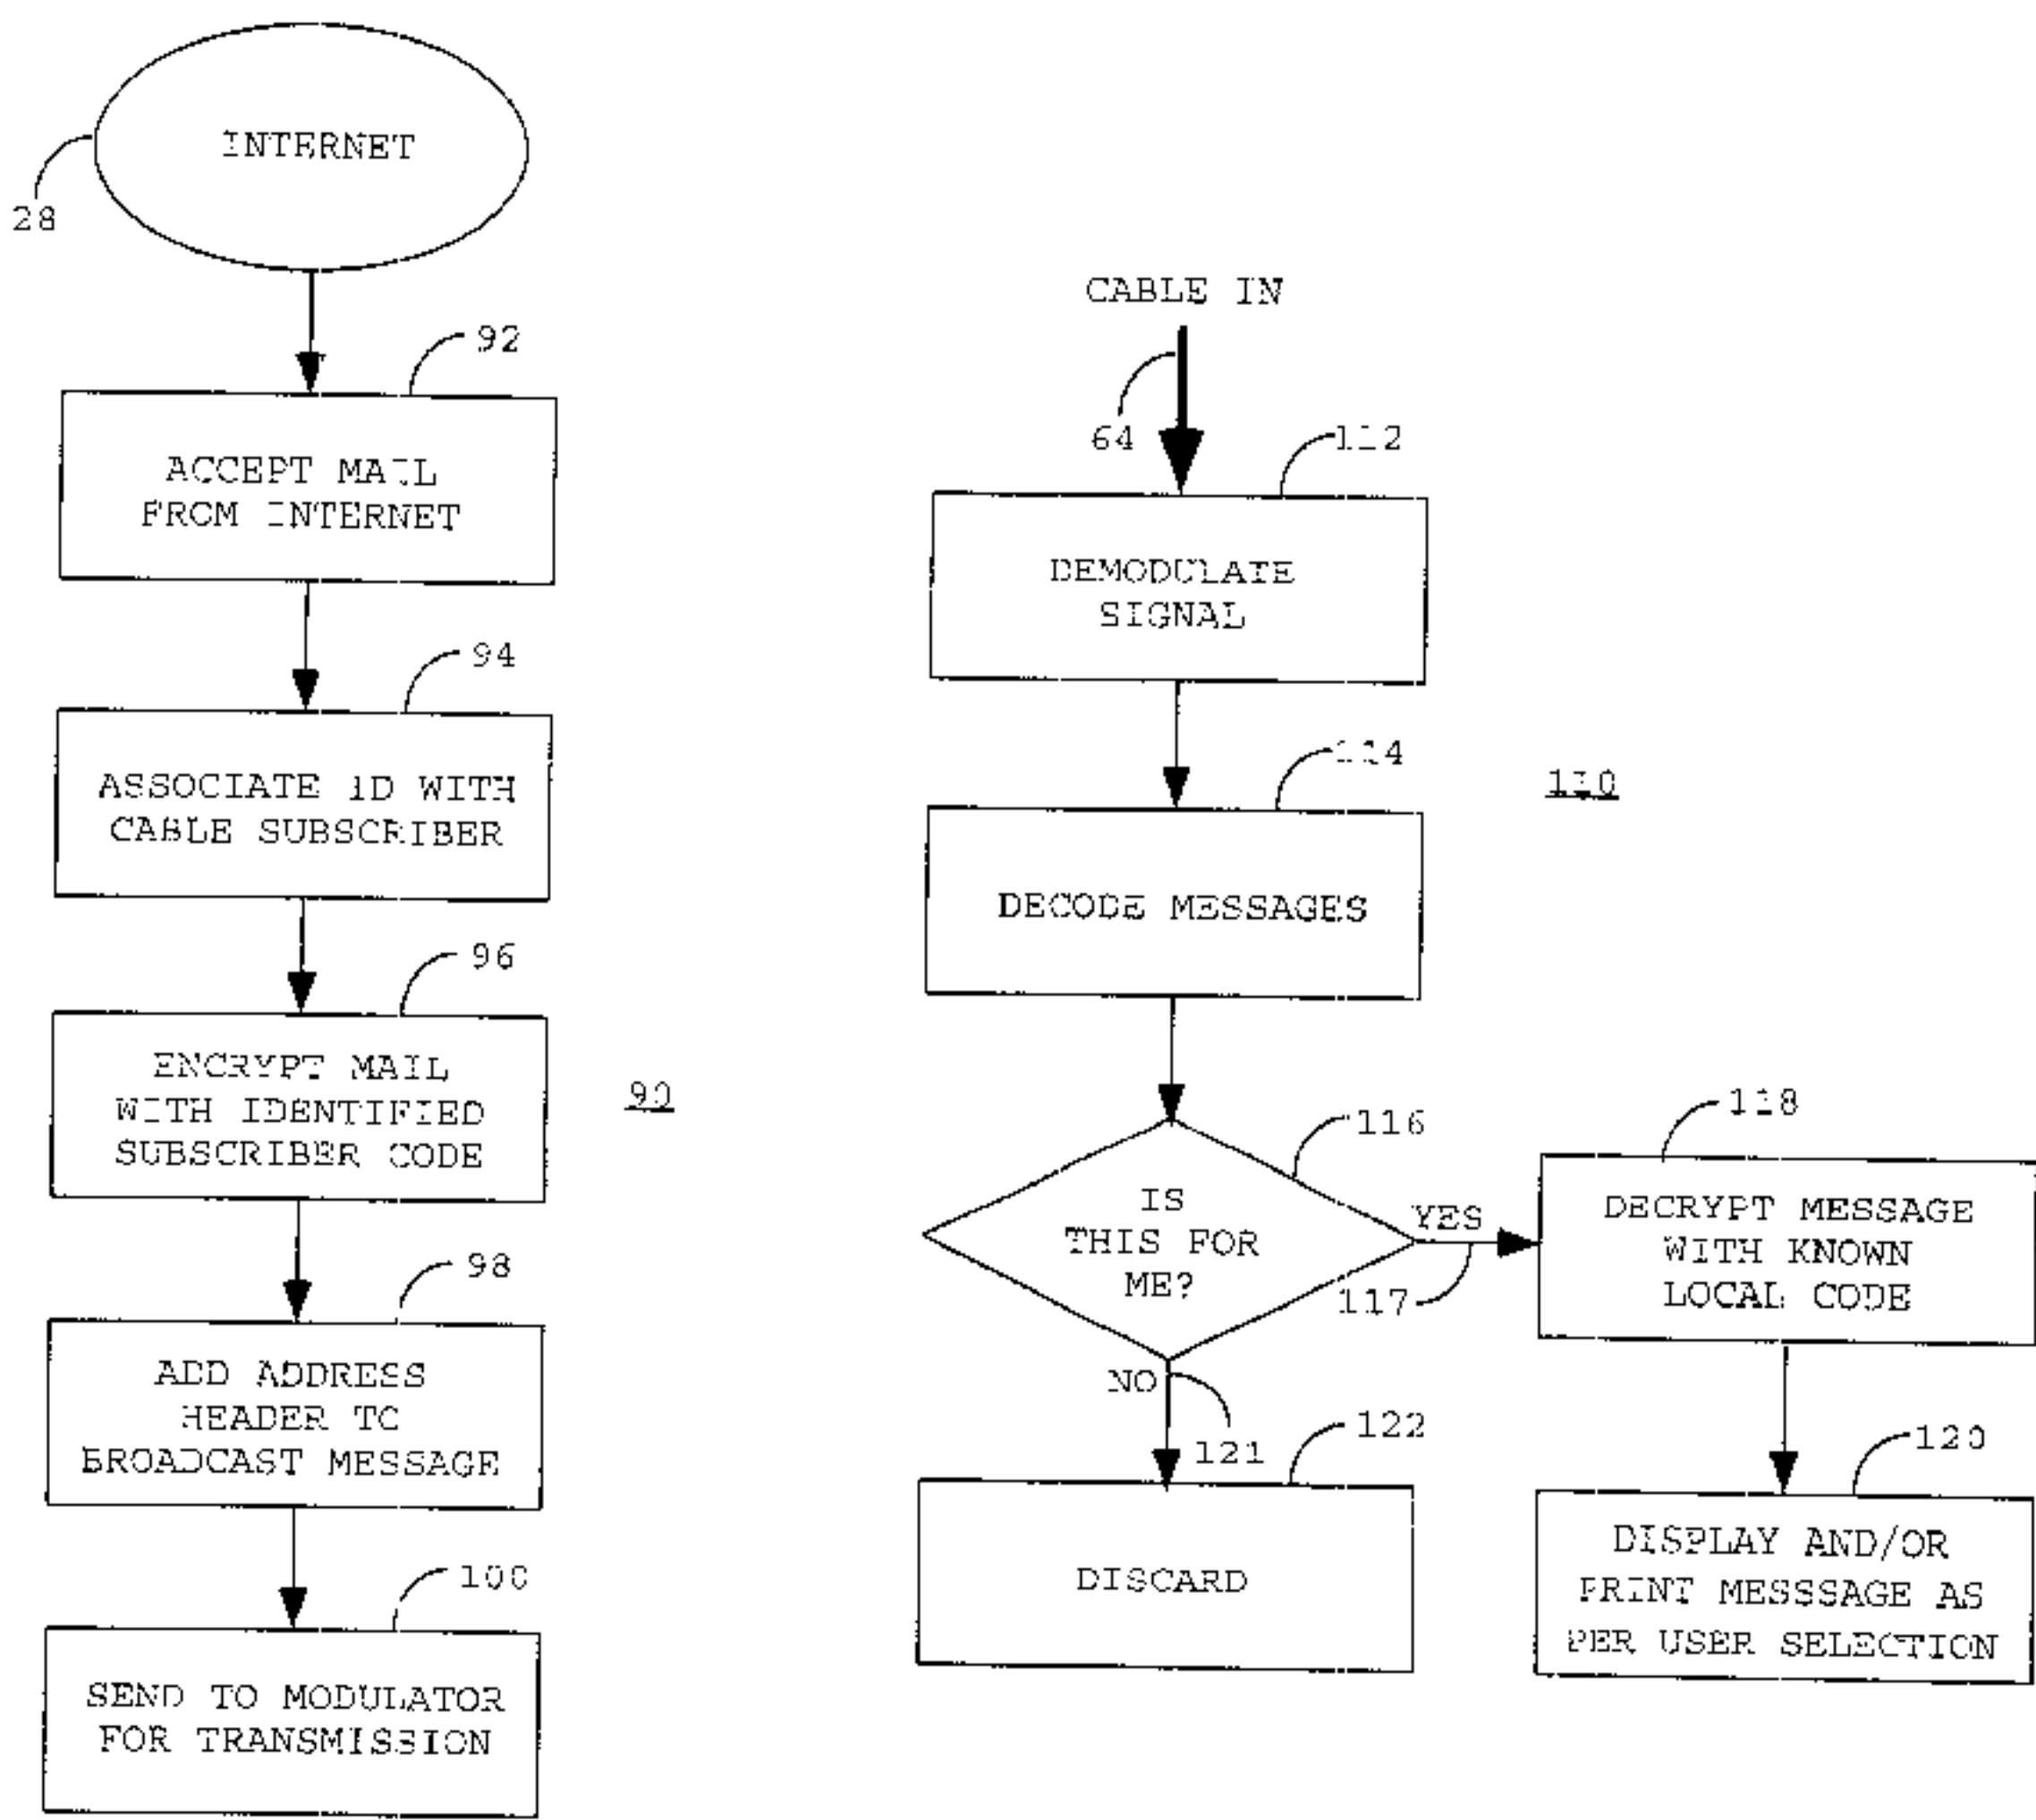 INTERNET
28
92
ACCEPT MAIL
FROM INTERNET
94
ASSOCIATE ID WITH
CABLE SUBSCRIBER
96
ENCRYPT MAIL
WITH IDENTIFIED
SUBSCRIBER CODE
90
98
ADD ADDRESS
HEADER TO
BROADCAST MESSAGE
100
SEND TO MODULATOR
FOR TRANSMISSION
CABLE IN
64
112
DEMODULATE
SIGNAL
114
110
DECODE MESSAGES
116
IS
THIS FOR
ME?
YES
117
118
DECRYPT MESSAGE
WITH KNOWN
LOCAL CODE
NO
121
122
DISCARD
120
DISPLAY AND/OR
PRINT MESSSAGE AS
PER USER SELECTION